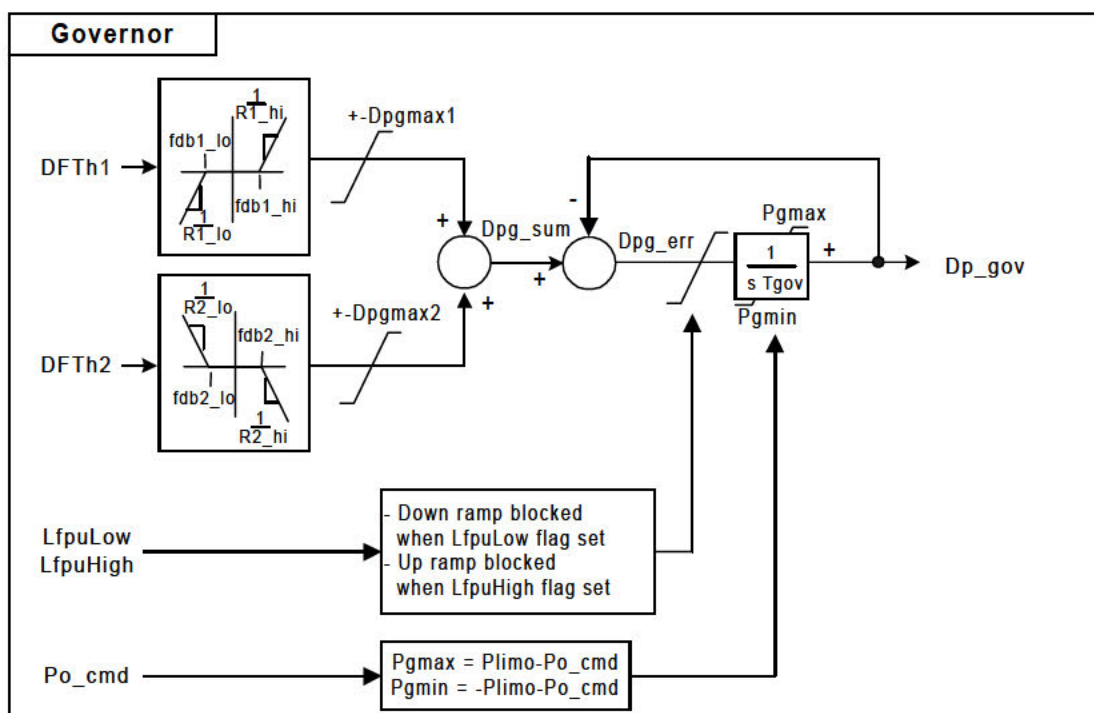 Governor
DFTh1
fdb1_lo
1
R1_hi
1
R1_lo
fdb1_hi
+-Dpgmax1
+
Dpg_sum
+
+
-
Dpg_err
Pgmax
1
s Tgov
Pgmin
+
Dp_gov
DFTh2
1
R2_lo
fdb2_hi
fdb2_lo
1
R2_hi
+-Dpgmax2
LfpuLow
LfpuHigh
- Down ramp blocked
when LfpuLow flag set
- Up ramp blocked
when LfpuHigh flag set
Po_cmd
Pgmax = Plimo-Po_cmd
Pgmin = -Plimo-Po_cmd